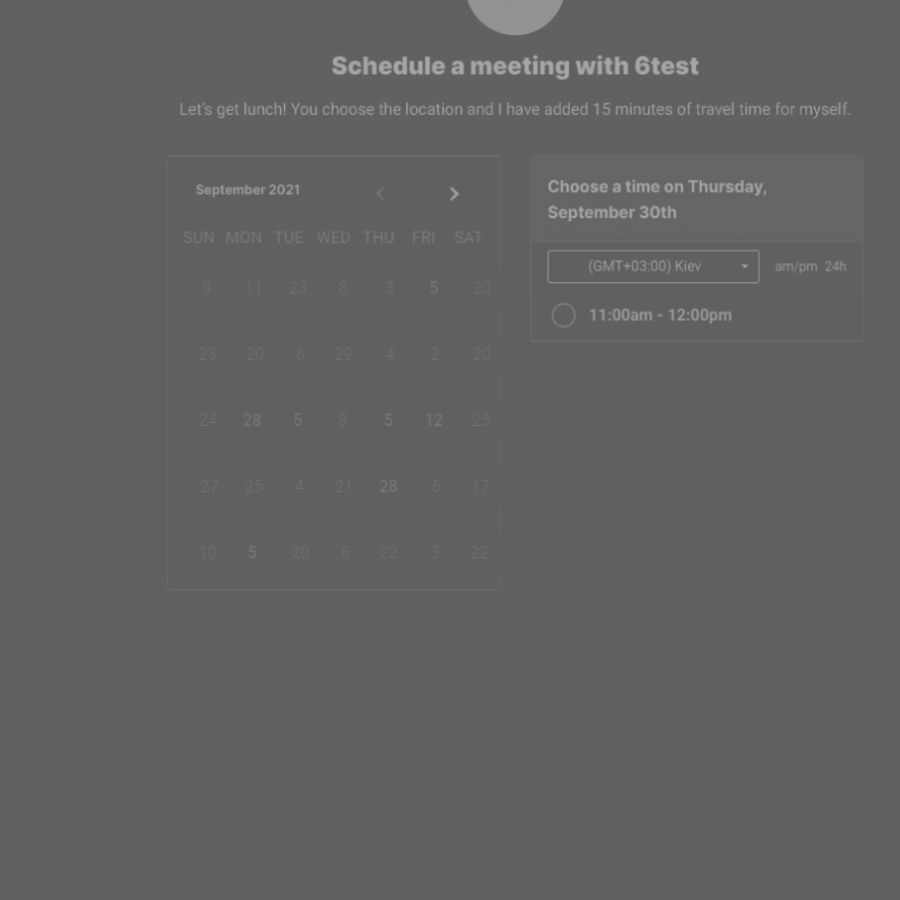 Schedule a meeting with 6test
Let's get lunch! You choose the location and I have added 15 minutes of travel time for myself.
September 2021
SUN MON TUE WED THU FRI SAT
9 11 23 8 3 5 20
23 20 6 29 4 2 20
24 28 5 8 5 12 25
27 25 4 21 28 6 17
10 5 20 6 22 3 22
Choose a time on Thursday,
September 30th
(GMT+03:00) Kiev am/pm 24h
11:00am - 12:00pm